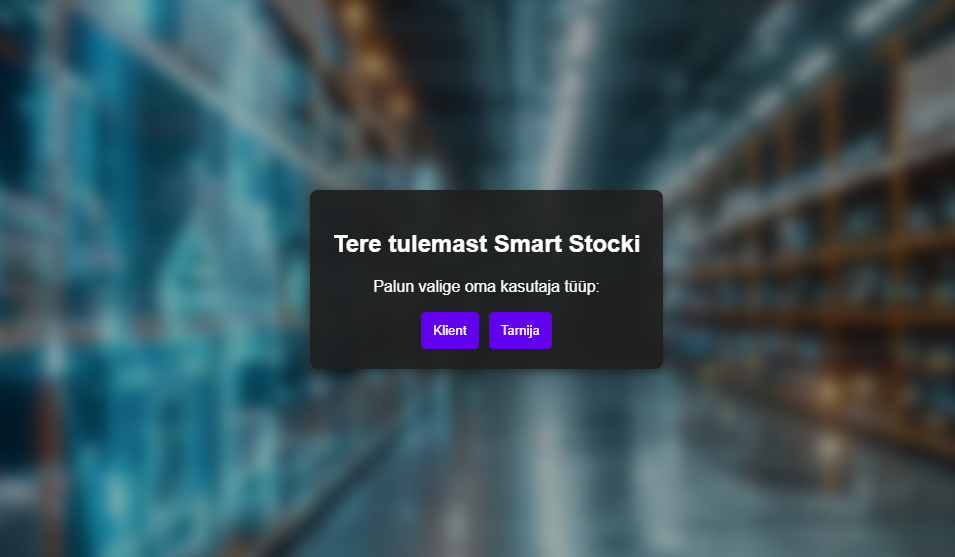 Tere tulemast Smart Stocki
Palun valige oma kasutaja tüüp:
Klient
Tarnija